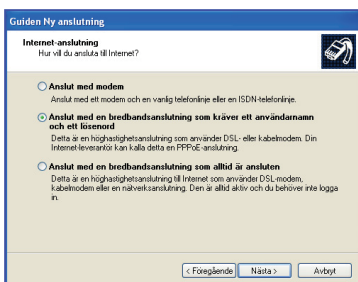 Guiden Ny anslutning
Internet-anslutning
Hur vill du ansluta till Internet?
Anslut med modem
Anslut med ett modem och en vanlig telefonlinje eller en ISDN-telefonlinje.
Anslut med en bredbandsanslutning som kräver ett användarnamn
och ett lösenord
Detta är en höghastighetsanslutning som använder DSL- eller kabelmodem. Din
Internet-leverantör kan kalla detta en PPPoE-anslutning.
Anslut med en bredbandsanslutning som alltid är ansluten
Detta är en höghastighetsanslutning till Internet som använder DSL-modem,
kabelmodem eller en nätverksanslutning. Den är alltid aktiv och du behöver inte logga
in.
< Föregående Nästa > Avbryt